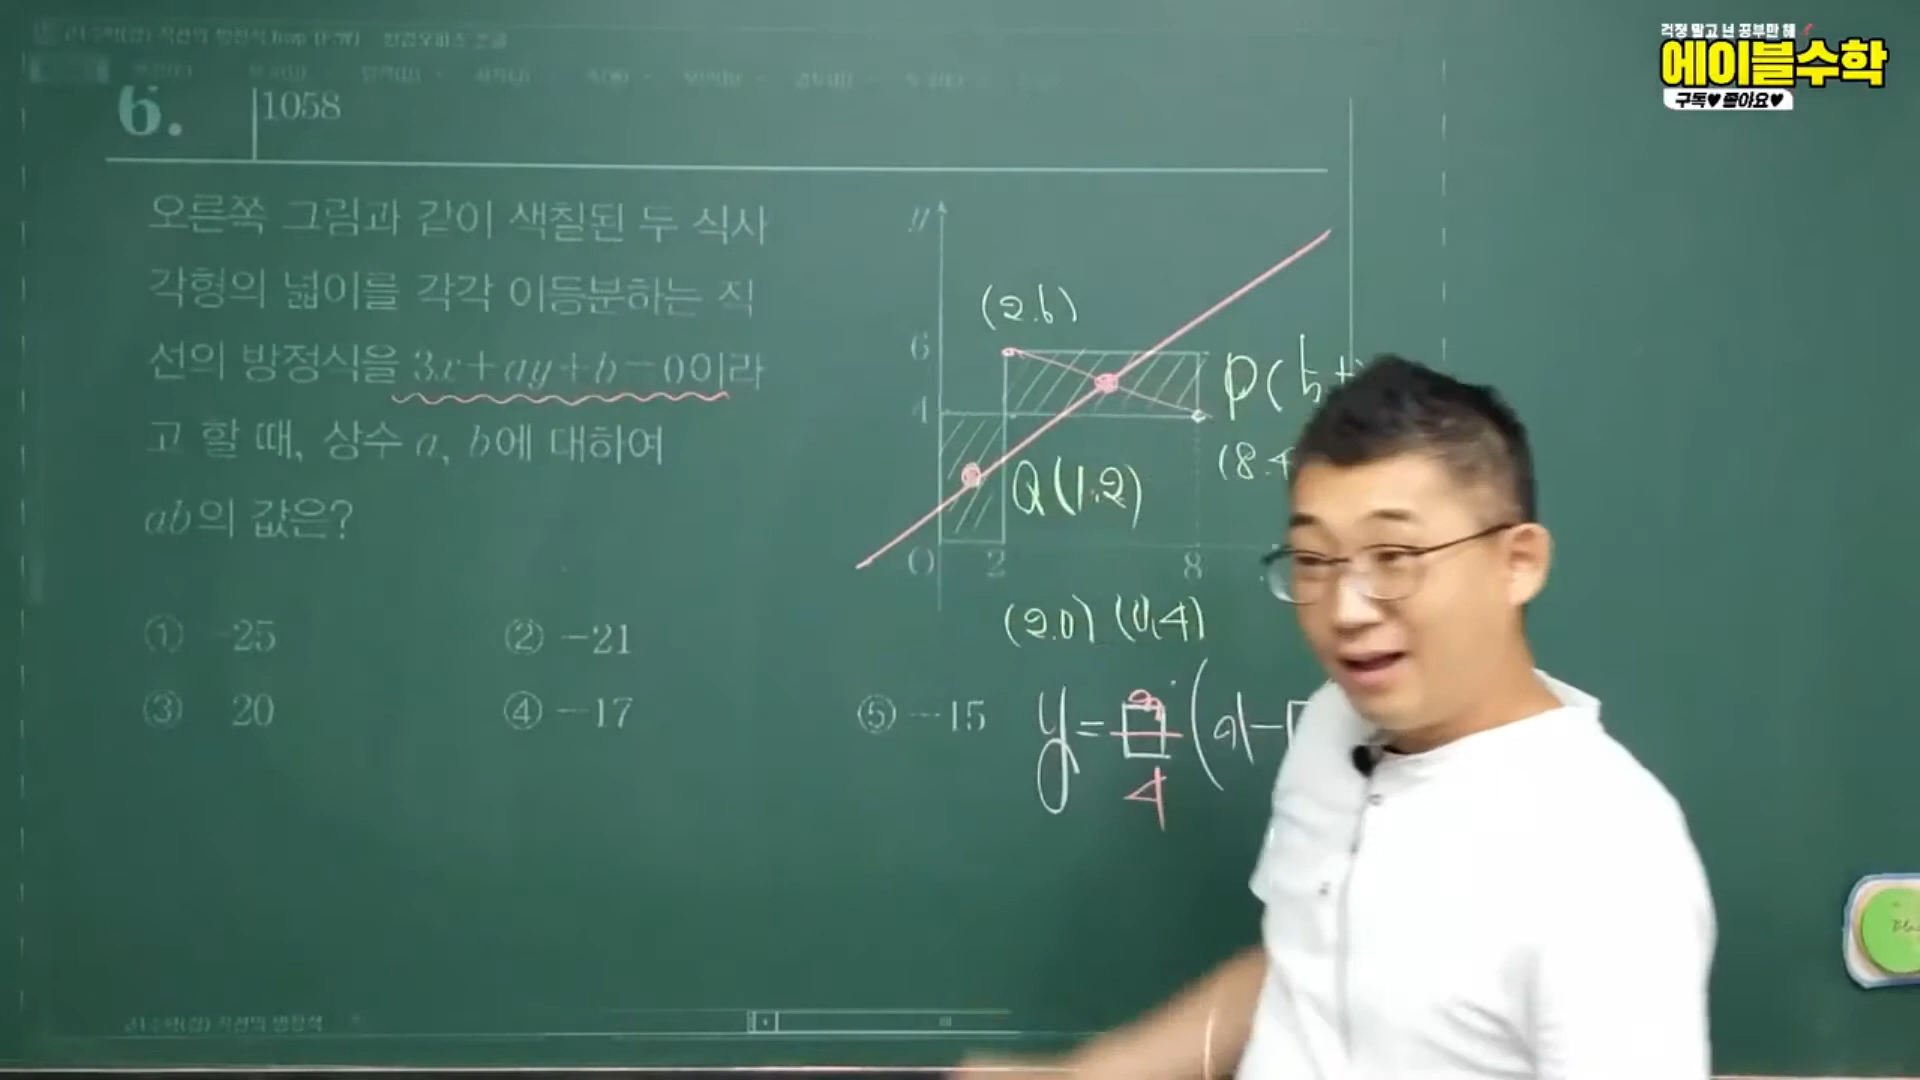 걱정 말고 넌 공부만 해
에이블수학
구독♥ 좋아요♥
6.
1058
오른쪽 그림과 같이 색칠된 두 직사
각형의 넓이를 각각 이등분하는 직
선의 방정식을 3x+ay+b=0이라
고 할 때, 상수 a, b에 대하여
ab의 값은?
① -25
② -21
③ 20
④ -17
⑤ -15
y
(2.6)
6
P(5
4
(8.4
Q(1.2)
O
2
8
(2.0) (0,4)
y=
2
4
(x-